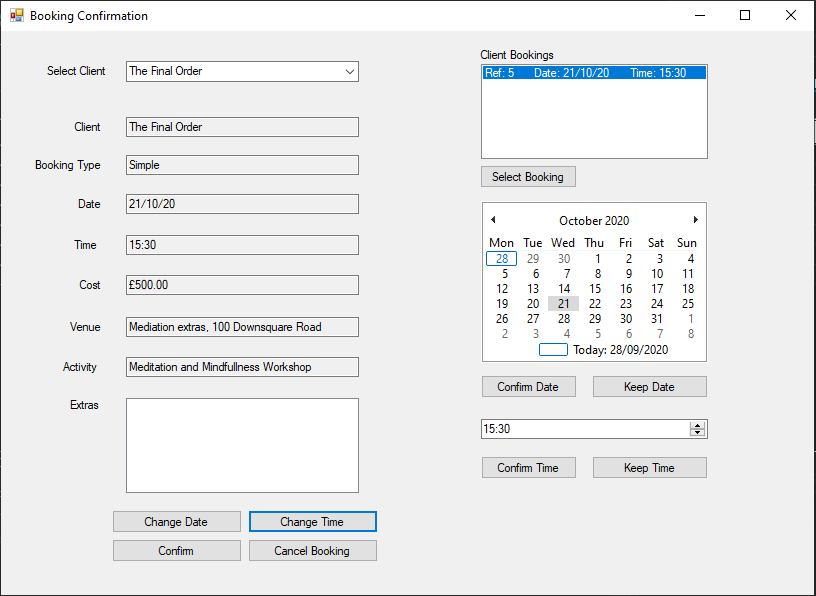 Booking Confirmation
Select Client The Final Order
Client The Final Order
Booking Type Simple
Date 21/10/20
Time 15:30
Cost £500.00
Venue Mediation extras, 100 Downsquare Road
Activity Meditation and Mindfullness Workshop
Extras
Change Date Change Time
Confirm Cancel Booking
Client Bookings
Ref: 5 Date: 21/10/20 Time: 15:30
Select Booking
October 2020
Mon Tue Wed Thu Fri Sat Sun
28 29 30 1 2 3 4
5 6 7 8 9 10 11
12 13 14 15 16 17 18
19 20 21 22 23 24 25
26 27 28 29 30 31 1
2 3 4 5 6 7 8
Today: 28/09/2020
Confirm Date Keep Date
15:30
Confirm Time Keep Time